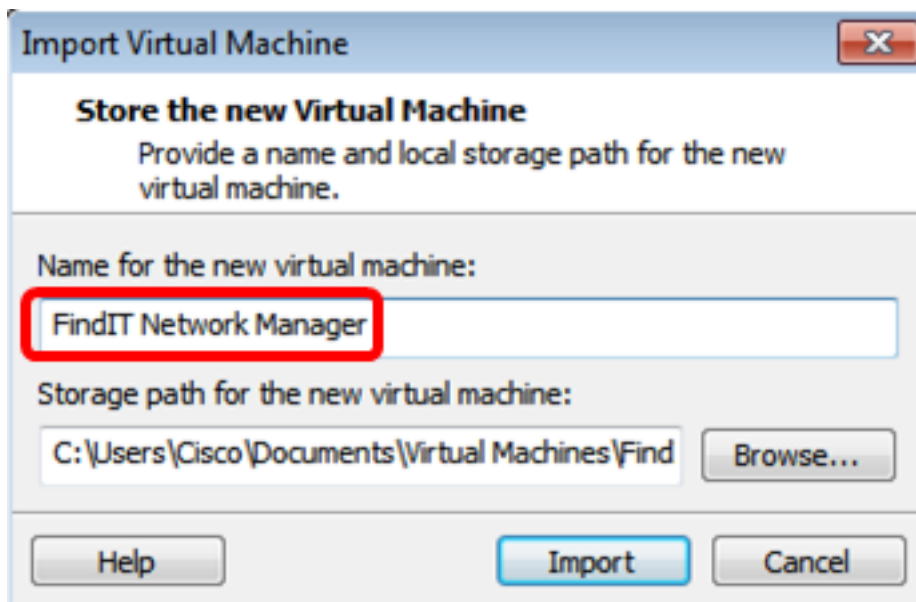 Import Virtual Machine
Store the new Virtual Machine
Provide a name and local storage path for the new
virtual machine.
Name for the new virtual machine:
FindIT Network Manager
Storage path for the new virtual machine:
C:\Users\Cisco\Documents\Virtual Machines\Find
Browse...
Help
Import
Cancel